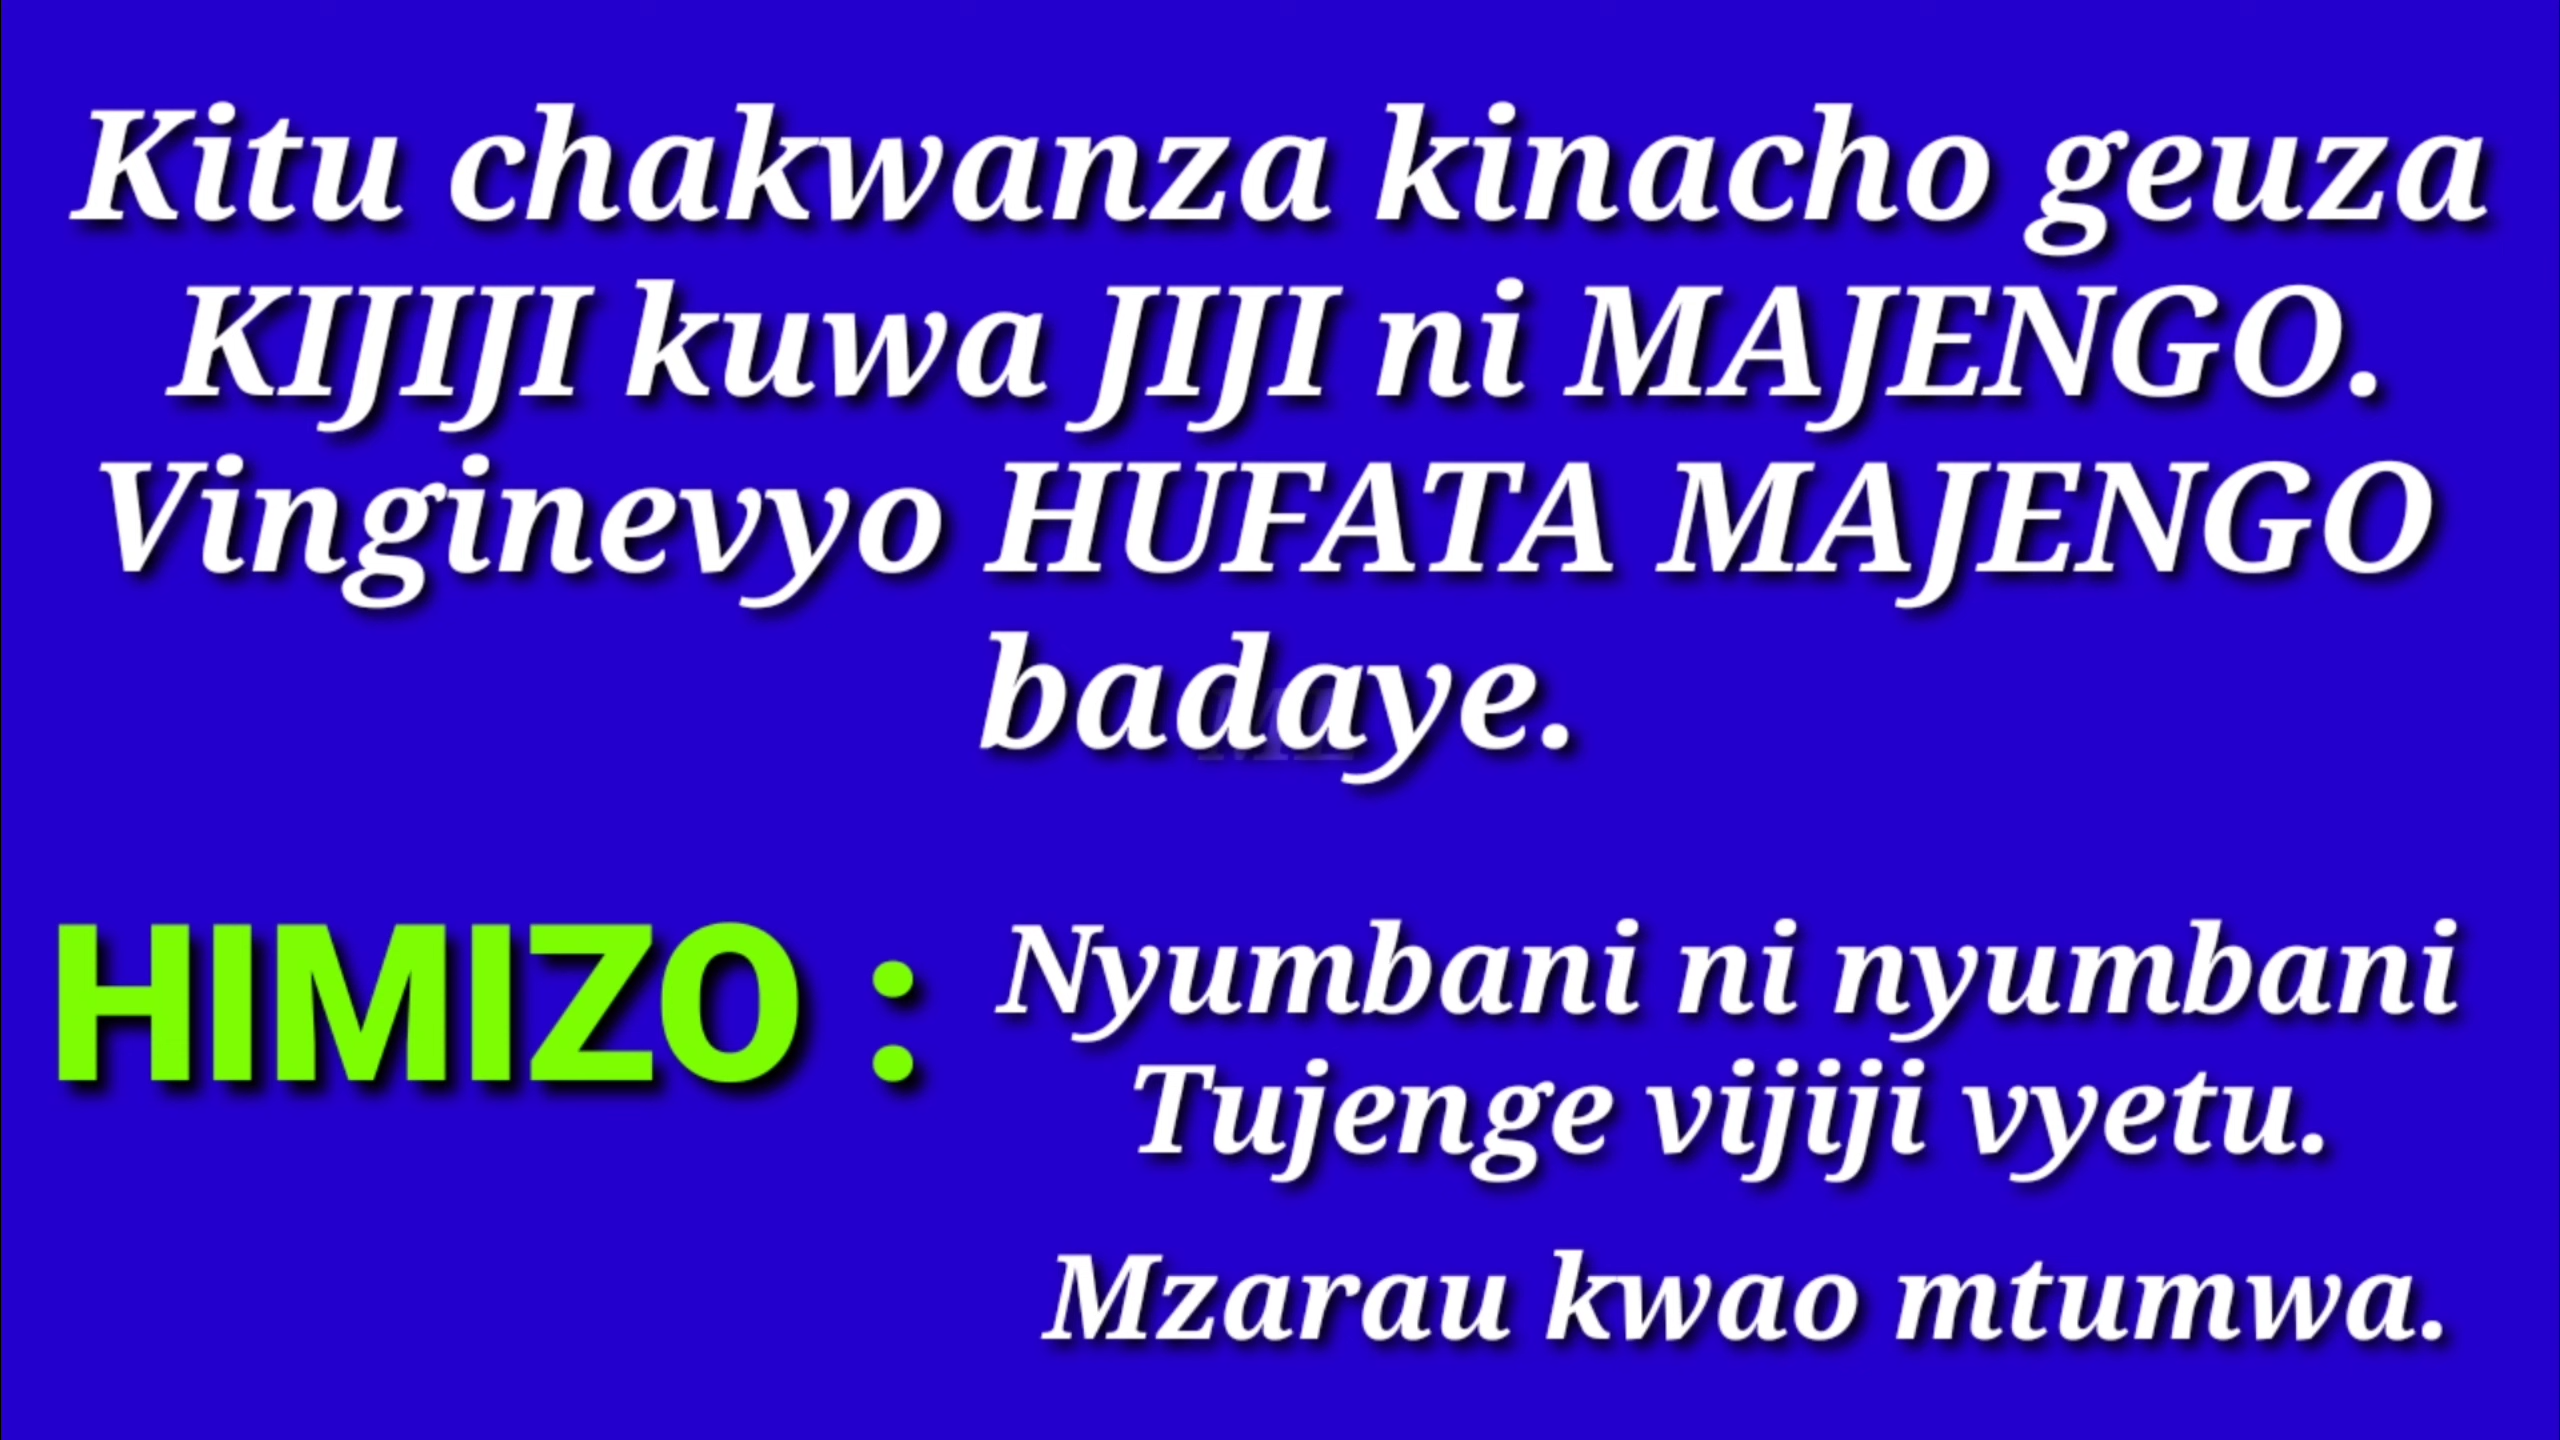 Kitu chakwanza kinacho geuza
KIJIJI kuwa JIJI ni MAJENGO.
Vinginevyo HUFATA MAJENGO
badaye.
HIMIZO :
Nyumbani ni nyumbani
Tujenge vijiji vyetu.
Mzarau kwao mtumwa.